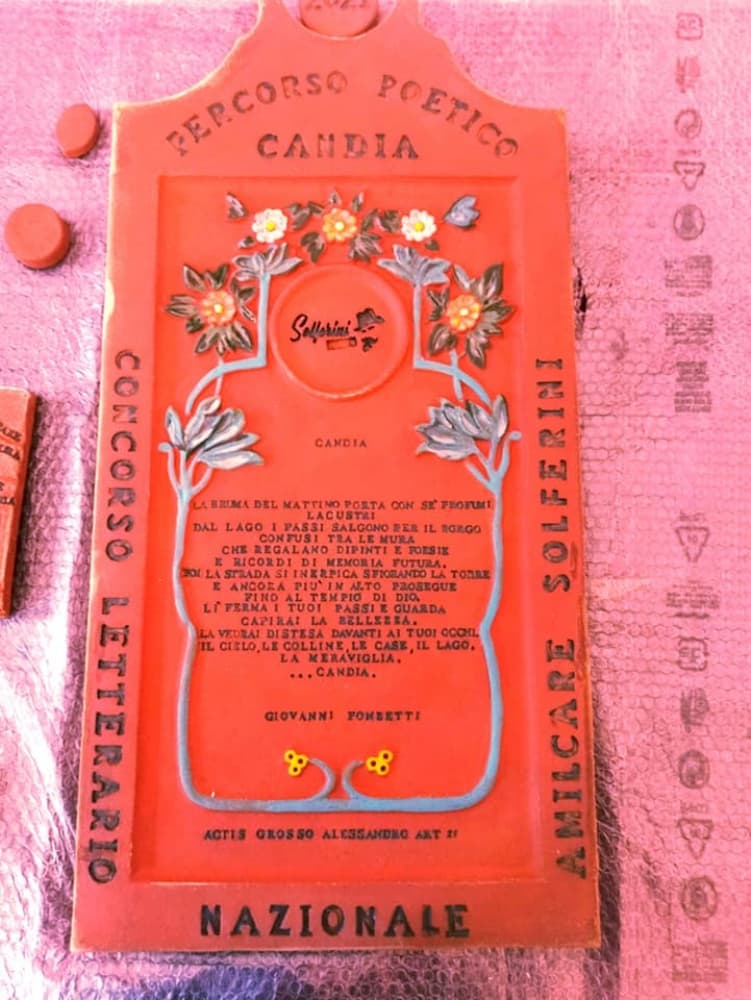 2021
PERCORSO POETICO
CANDIA
CONCORSO LETTERARIO
AMILCARE SOLFERINI
Solferini
CANDIA
LA BRUMA DEL MATTINO PORTA CON SE' PROFUMI
LACUSTRI
DAL LAGO I PASSI SALGONO PER IL BORGO
CONFUSI TRA LE MURA
CHE REGALANO DIPINTI E POESIE
E RICORDI DI MEMORIA FUTURA.
POI LA STRADA SI INERPICA SFIORANDO LA TORRE
E ANCORA PIU' IN ALTO PROSEGUE
FINO AL TEMPIO DI DIO.
LI' FERMA I TUOI PASSI E GUARDA
CAPIRAI LA BELLEZZA.
LA VEDRAI DISTESA DAVANTI AI TUOI OCCHI.
IL CIELO, LE COLLINE, LE CASE, IL LAGO.
LA MERAVIGLIA.
...CANDIA.
GIOVANNI POMBETTI
ACTIS GROSSO ALESSANDRO ART 21
NAZIONALE